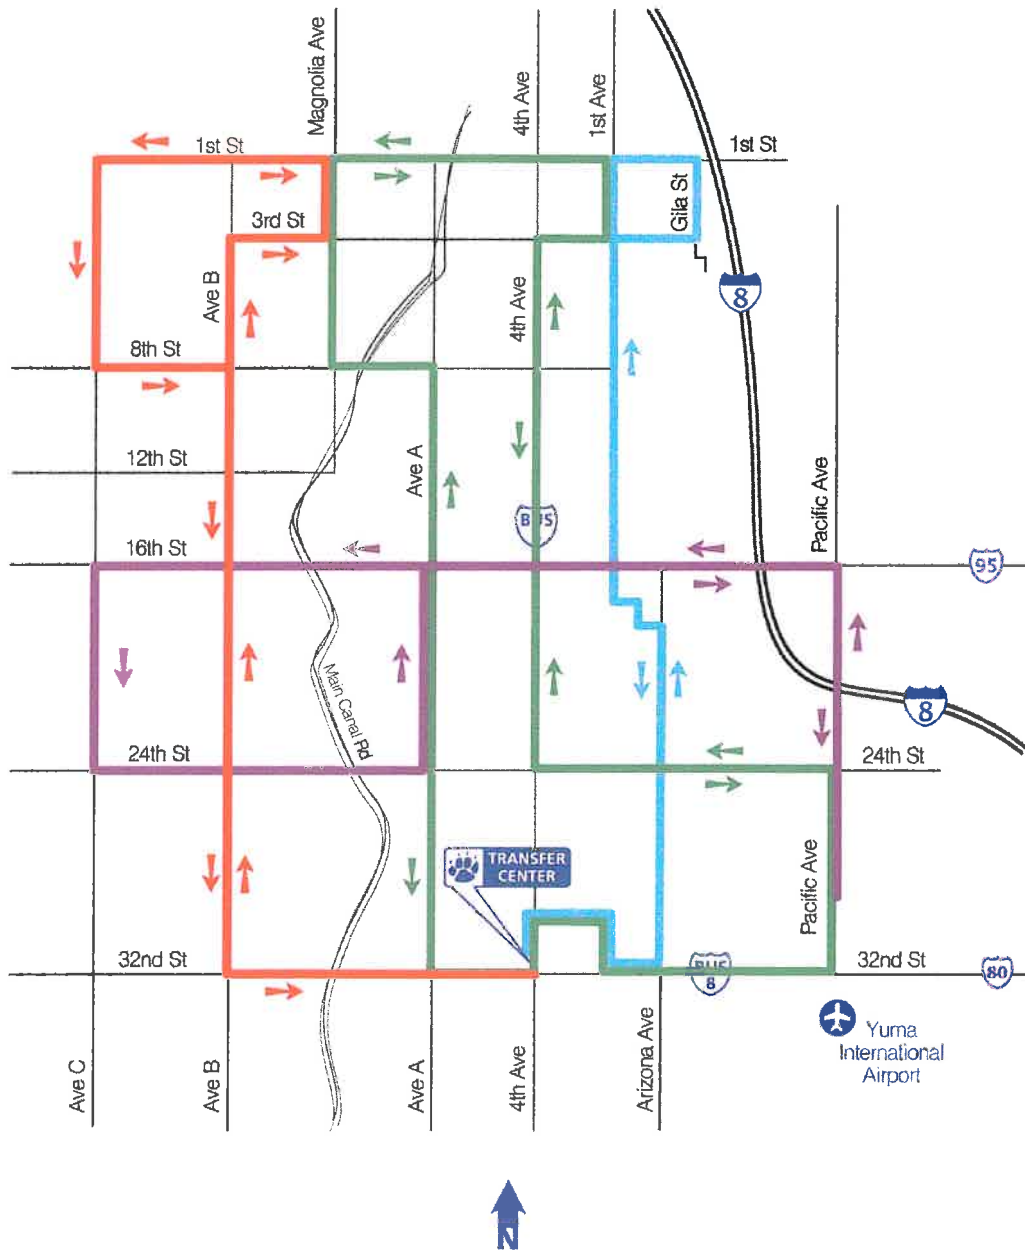 Magnolia Ave
4th Ave
1st Ave
1st St
1st St
3rd St
Gila St
Ave B
4th Ave
8
8th St
12th St
Ave A
BUS
Pacific Ave
16th St
95
Main Canal Rd
8
24th St
24th St
TRANSFER
CENTER
Pacific Ave
32nd St
BUS
8
32nd St
80
Yuma
International
Airport
Ave C
Ave B
Ave A
4th Ave
Arizona Ave
N